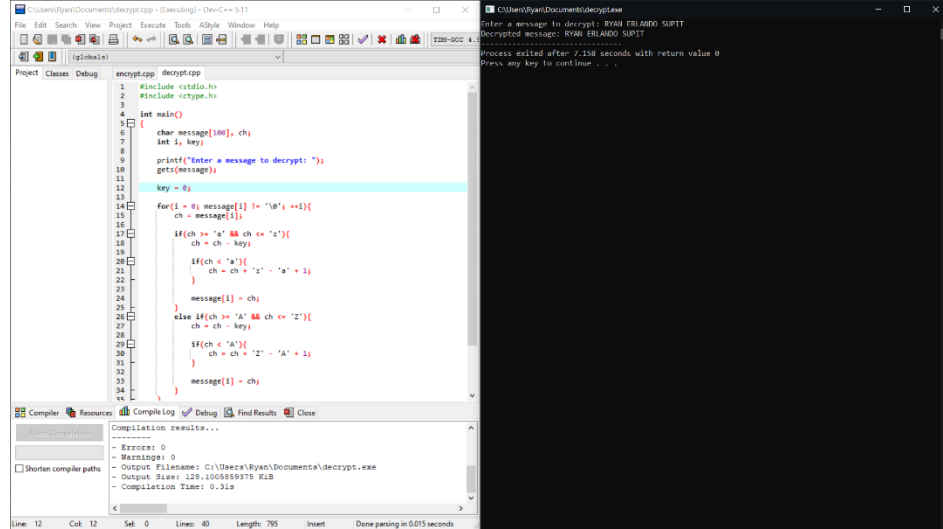 C:\Users\Ryan\Documents\decrypt.cpp - [Executing] - Dev-C++ 5.11
File Edit Search View Project Execute Tools AStyle Window Help
TDM-GCC 4.
(globals)
Project Classes Debug
encrypt.cpp decrypt.cpp
1 #include <stdio.h>
2 #include <ctype.h>
3
4 int main()
5 {
6 char message[100], ch;
7 int i, key;
8
9 printf("Enter a message to decrypt: ");
10 gets(message);
11
12 key = 0;
13
14 for(i = 0; message[i] != '\0'; ++i){
15 ch = message[i];
16
17 if(ch >= 'a' && ch <= 'z'){
18 ch = ch - key;
19
20 if(ch < 'a'){
21 ch = ch + 'z' - 'a' + 1;
22 }
23
24 message[i] = ch;
25 }
26 else if(ch >= 'A' && ch <= 'Z'){
27 ch = ch - key;
28
29 if(ch < 'A'){
30 ch = ch + 'Z' - 'A' + 1;
31 }
32
33 message[i] = ch;
34 }
35 }
Compiler Resources Compile Log Debug Find Results Close
Abort Compilation
Shorten compiler paths
Compilation results...
--------
- Errors: 0
- Warnings: 0
- Output Filename: C:\Users\Ryan\Documents\decrypt.exe
- Output Size: 128.1005859375 KiB
- Compilation Time: 0.31s
Line: 12 Col: 12 Sel: 0 Lines: 40 Length: 795 Insert Done parsing in 0.015 seconds
C:\Users\Ryan\Documents\decrypt.exe
Enter a message to decrypt: RYAN ERLANDO SUPIT
Decrypted message: RYAN ERLANDO SUPIT
--------------------------------
Process exited after 7.158 seconds with return value 0
Press any key to continue . . .